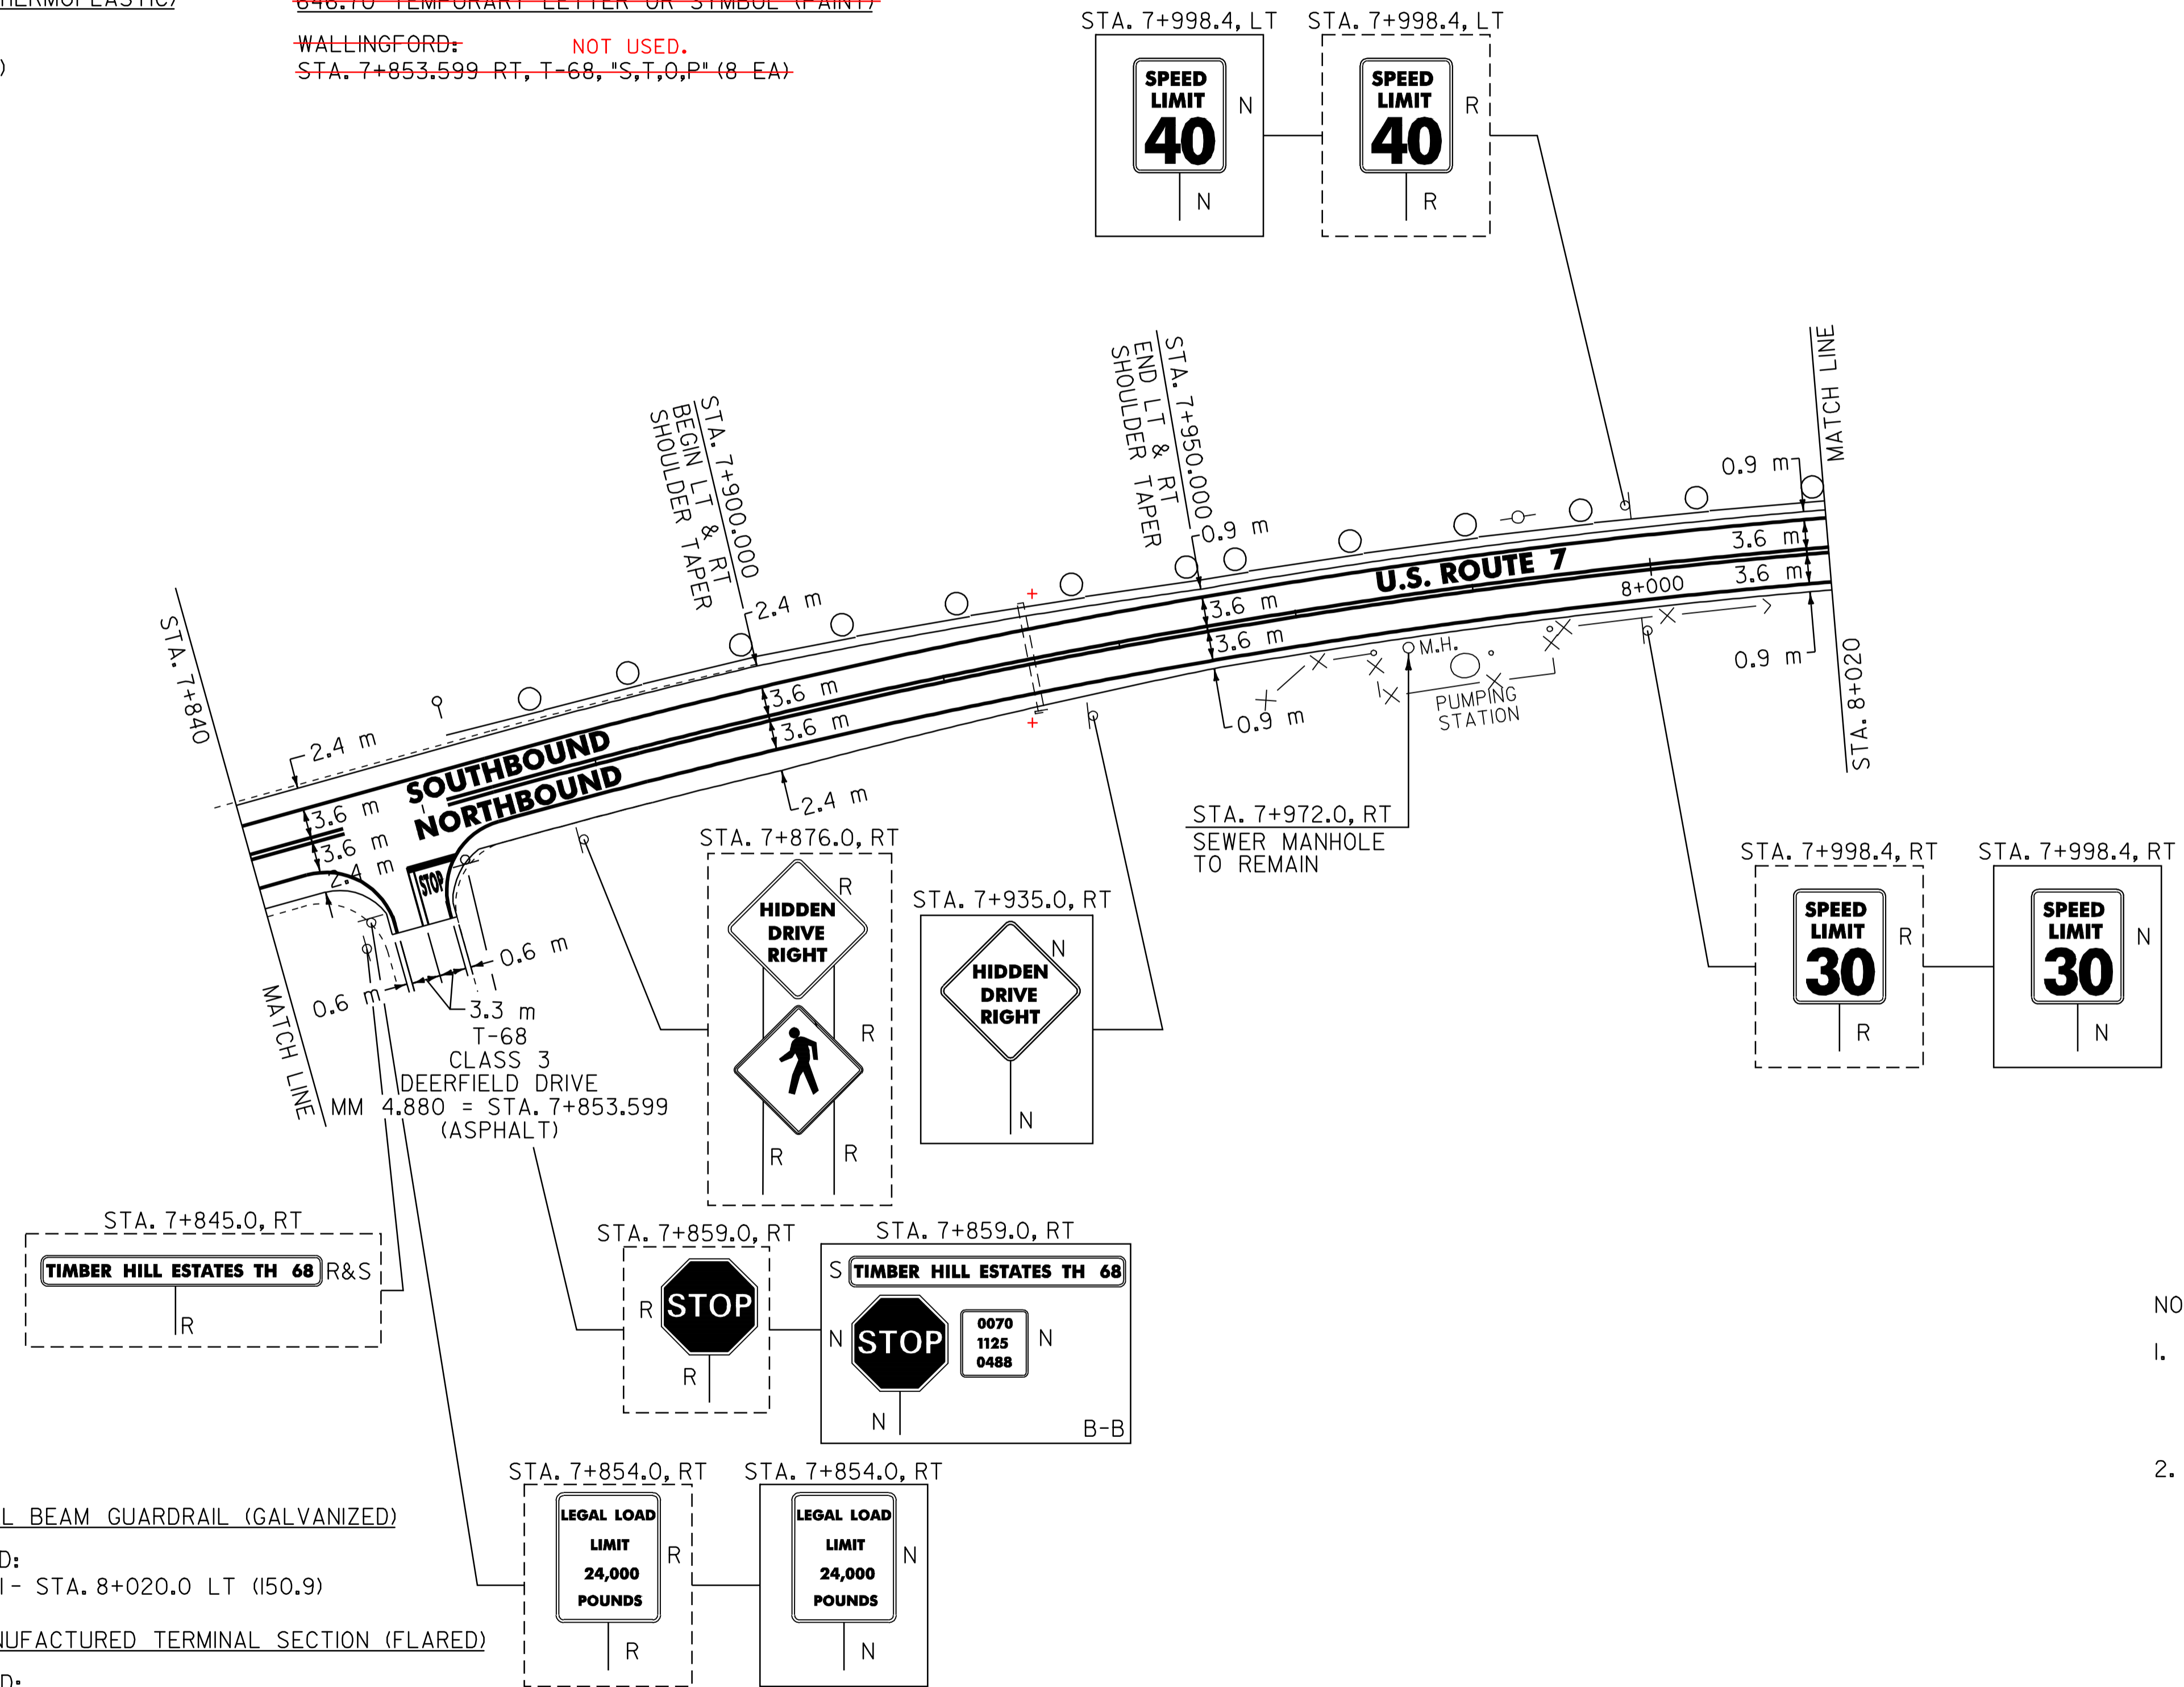 646.70 TEMPORARY LETTER OR SYMBOL (PAINT)
WALLINGFORD:
NOT USED.
STA. 7+853.599 RT, T-68, "S,T,O,P" (8 EA)
STA. 7+998.4, LT
SPEED
LIMIT
40
N
N
STA. 7+998.4, LT
SPEED
LIMIT
40
R
R
STA. 7+840
MATCH LINE
STA. 7+900.000
BEGIN LT & RT
SHOULDER TAPER
STA. 7+950.000
END LT & RT
SHOULDER TAPER
MATCH LINE
STA. 8+020
2.4 m
3.6 m
3.6 m
2.4 m
SOUTHBOUND
NORTHBOUND
STOP
2.4 m
3.6 m
3.6 m
2.4 m
0.9 m
3.6 m
3.6 m
0.9 m
U.S. ROUTE 7
8+000
0.9 m
3.6 m
3.6 m
0.9 m
M.H.
PUMPING
STATION
STA. 7+972.0, RT
SEWER MANHOLE
TO REMAIN
0.6 m
0.6 m
3.3 m
T-68
CLASS 3
DEERFIELD DRIVE
MM 4.880 = STA. 7+853.599
(ASPHALT)
STA. 7+876.0, RT
HIDDEN
DRIVE
RIGHT
R
R
R
R
STA. 7+935.0, RT
HIDDEN
DRIVE
RIGHT
N
N
STA. 7+998.4, RT
SPEED
LIMIT
30
R
R
STA. 7+998.4, RT
SPEED
LIMIT
30
N
N
STA. 7+845.0, RT
TIMBER HILL ESTATES TH 68
R&S
R
STA. 7+859.0, RT
R
STOP
R
STA. 7+859.0, RT
S
TIMBER HILL ESTATES TH 68
N
STOP
0070
1125
0488
N
N
B-B
STA. 7+854.0, RT
LEGAL LOAD
LIMIT
24,000
POUNDS
R
R
STA. 7+854.0, RT
LEGAL LOAD
LIMIT
24,000
POUNDS
N
N
L BEAM GUARDRAIL (GALVANIZED)
D:
- STA. 8+020.0 LT (150.9)
NUFACTURED TERMINAL SECTION (FLARED)
D:
NO
1.
2.